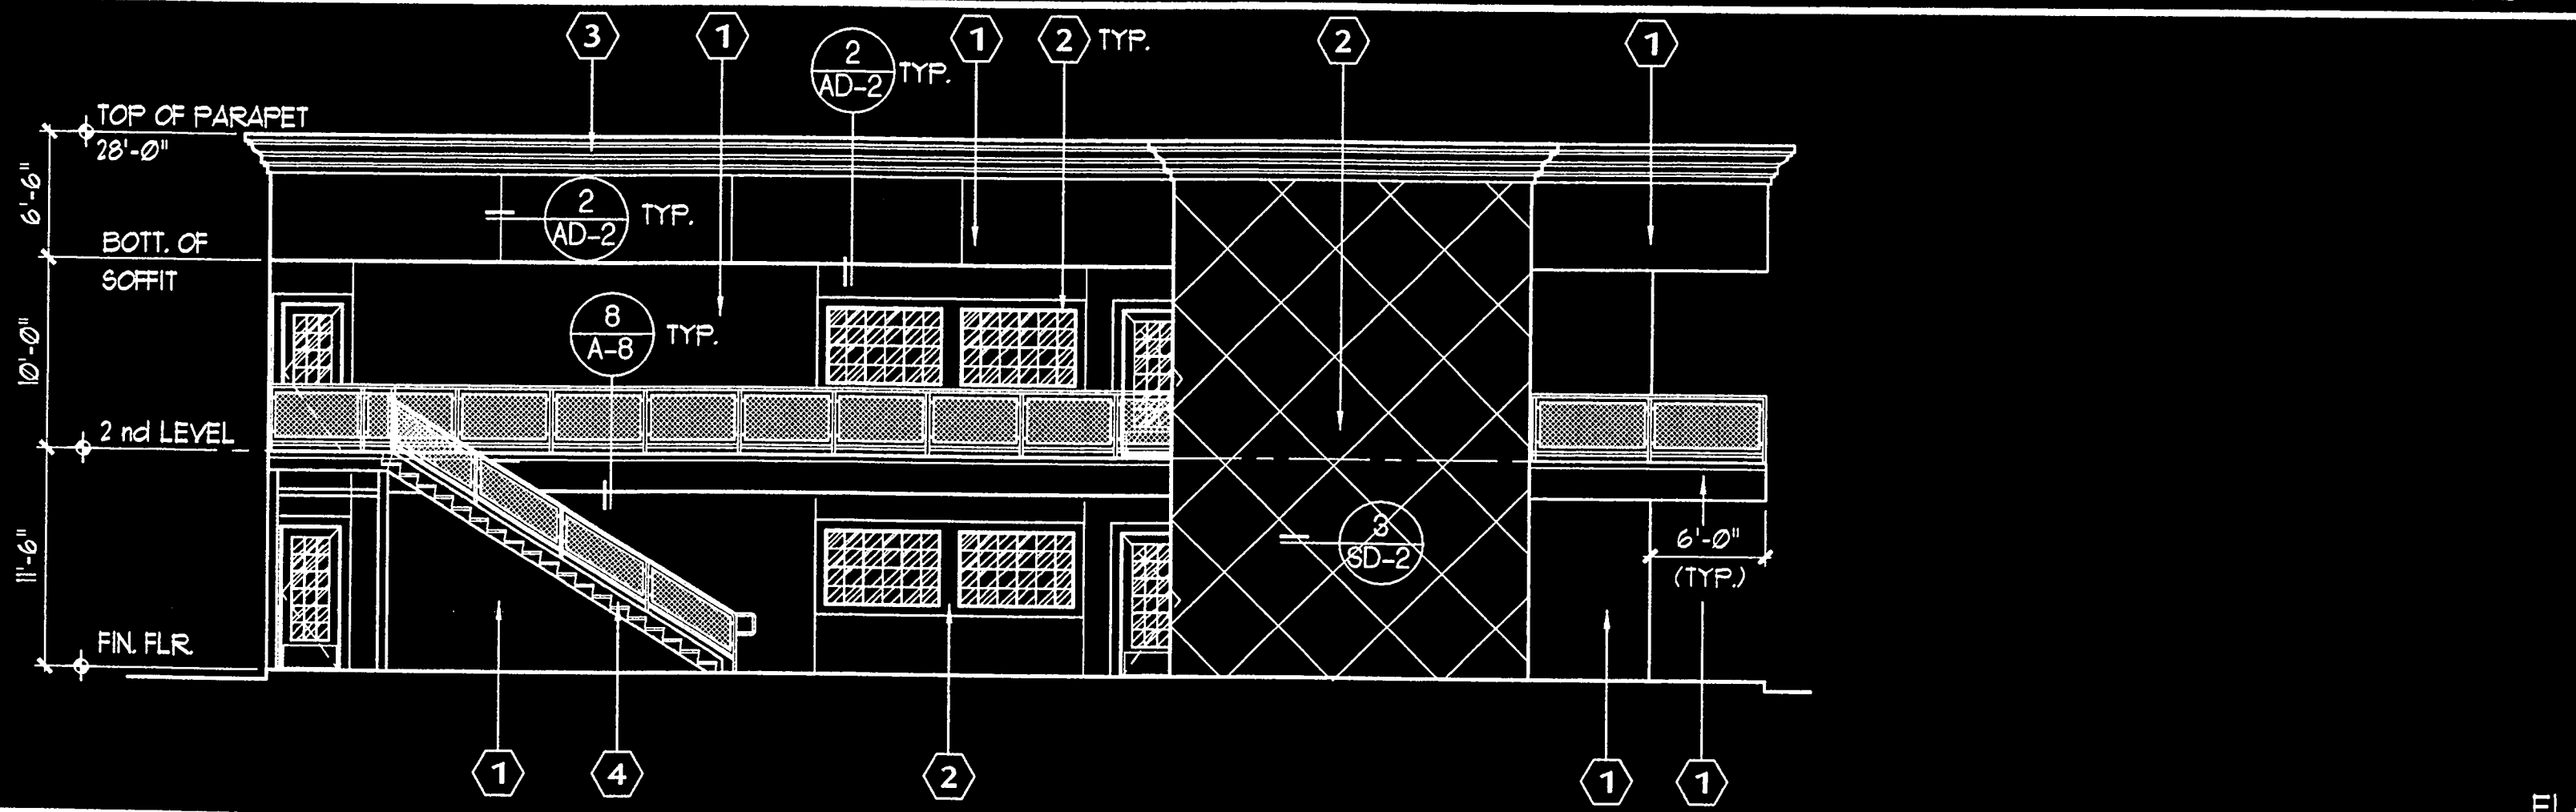 3
1
2
AD-2
TYP.
1
2 TYP.
2
1
TOP OF PARAPET
28'-0"
6'-6"
2
AD-2
TYP.
BOTT. OF
SOFFIT
8
A-8
TYP.
10'-0"
2 nd LEVEL
3
SD-2
6'-0"
(TYP.)
11'-6"
FIN. FLR.
1
4
2
1
1